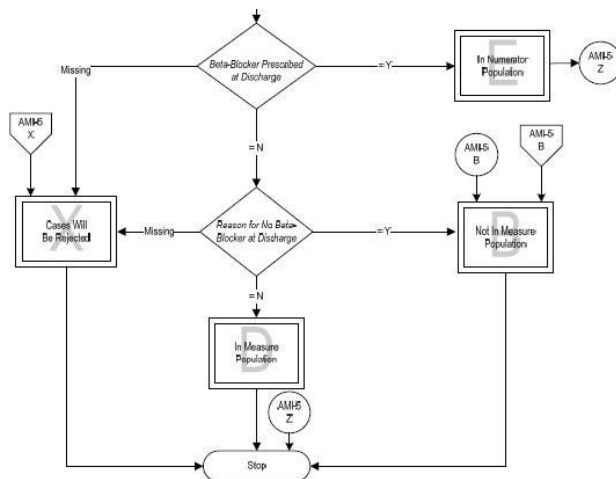 Beta-Blocker Prescribed
at Discharge
Missing
= Y
E
In Numerator
Population
AMI-5
Z
AMI-5
X
= N
AMI-5
B
AMI-5
B
X
Cases Will
Be Rejected
Missing
Reason for No Beta-
Blocker at Discharge
= Y
Not In Measure
Population
= N
D
In Measure
Population
AMI-5
Z
Stop